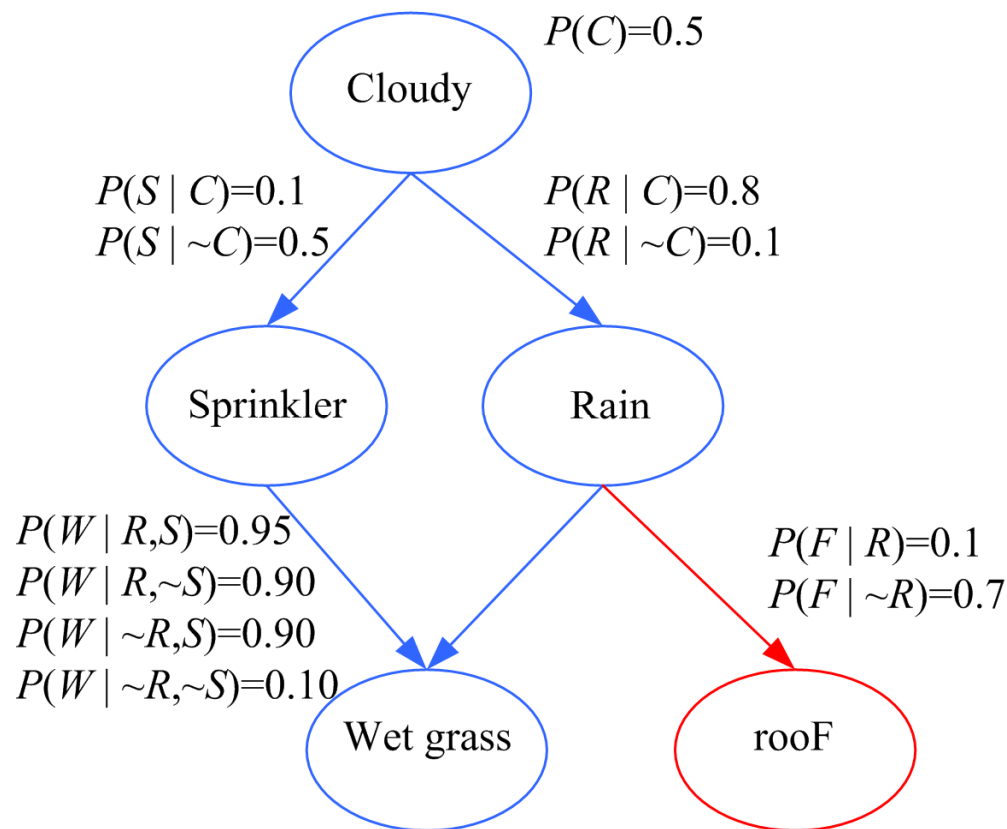 P(C)=0.5
Cloudy
P(S | C)=0.1
P(S | ~C)=0.5
P(R | C)=0.8
P(R | ~C)=0.1
Sprinkler
Rain
P(W | R,S)=0.95
P(W | R,~S)=0.90
P(W | ~R,S)=0.90
P(W | ~R,~S)=0.10
P(F | R)=0.1
P(F | ~R)=0.7
Wet grass
rooF